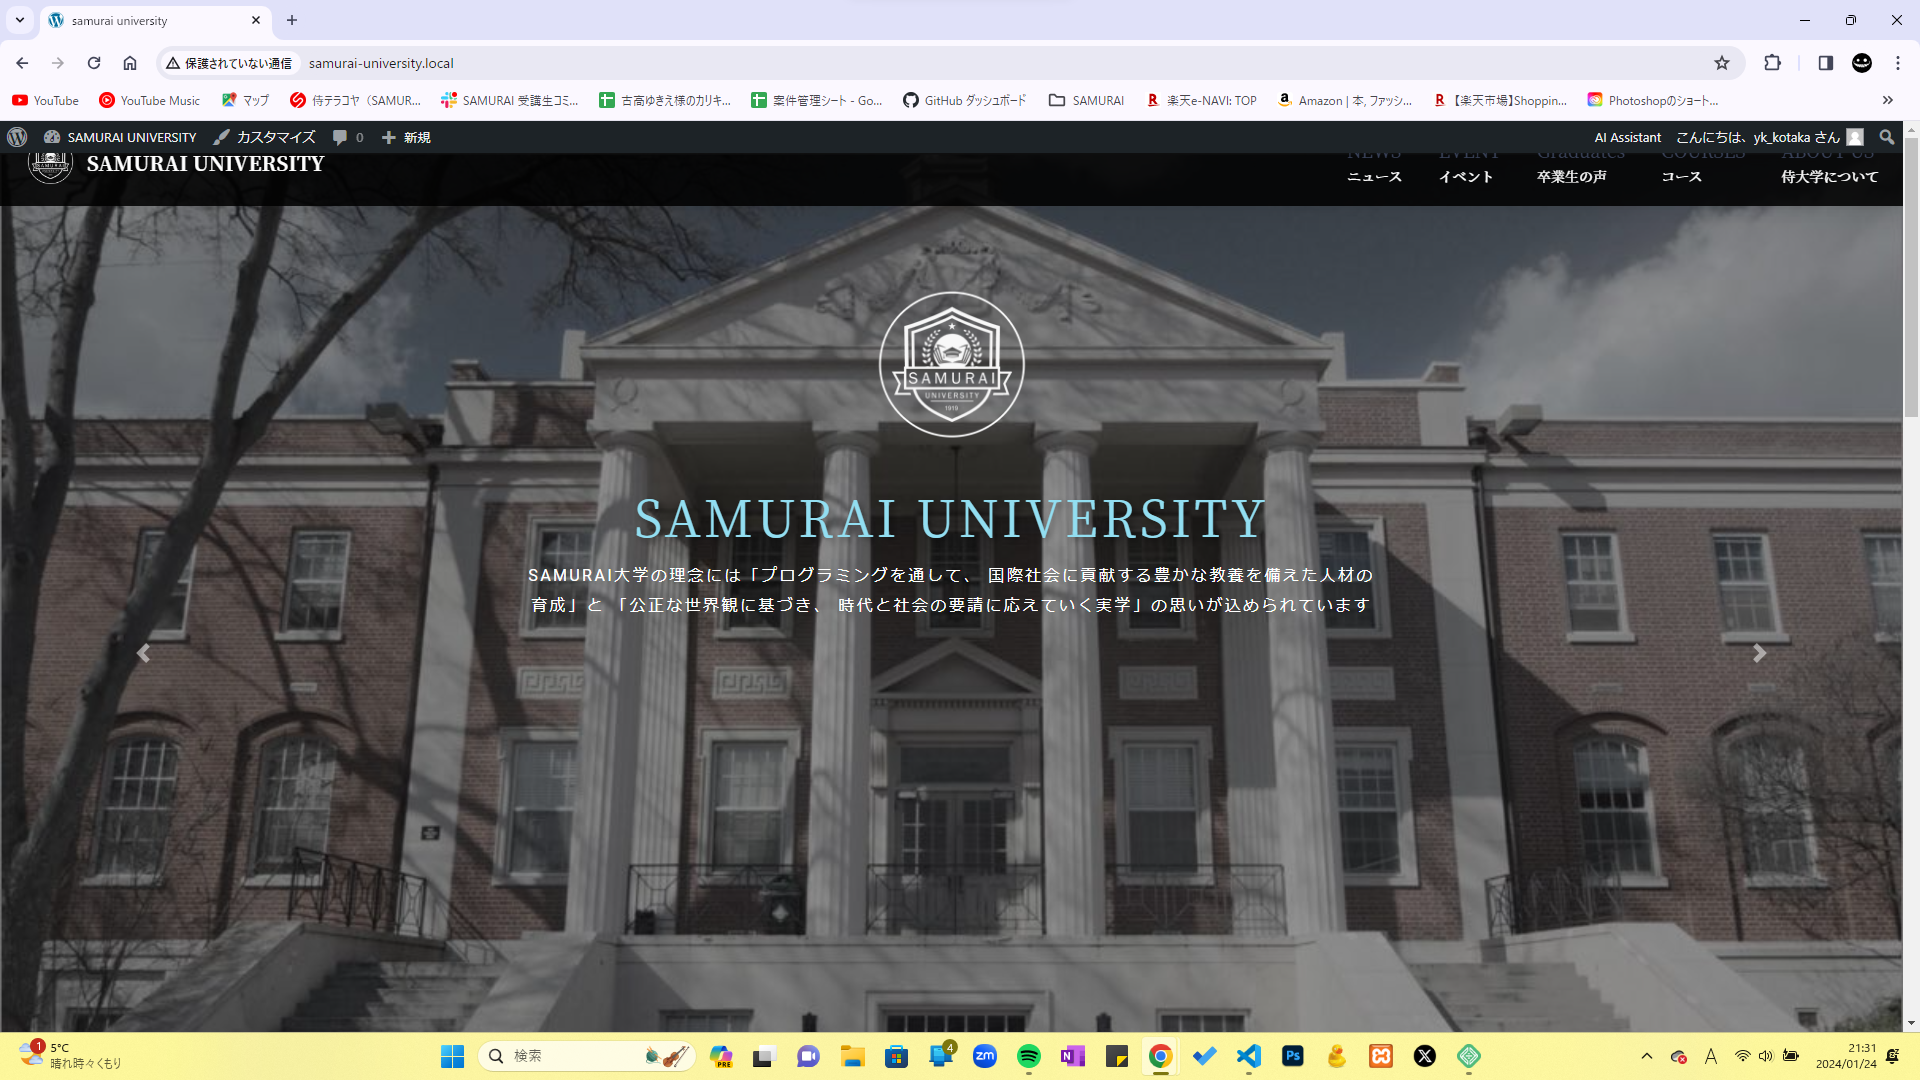 samurai university
保護されていない通信
samurai-university.local
YouTube
YouTube Music
マップ
侍テラコヤ（SAMUR...
SAMURAI 受講生コミ...
古高ゆきえ様のカリキ...
案件管理シート - Go...
GitHub ダッシュボード
SAMURAI
楽天e-NAVI: TOP
Amazon | 本, ファッシ...
【楽天市場】Shoppin...
Photoshopのショート...
SAMURAI UNIVERSITY
カスタマイズ
0
新規
AI Assistant
こんにちは、yk_kotaka さん
SAMURAI UNIVERSITY
NEWS
EVENT
Graduates
COURSES
ABOUT US
ニュース
イベント
卒業生の声
コース
侍大学について
SAMURAI
UNIVERSITY
1919
SAMURAI UNIVERSITY
SAMURAI大学の理念には「プログラミングを通して、 国際社会に貢献する豊かな教養を備えた人材の
育成」と 「公正な世界観に基づき、 時代と社会の要請に応えていく実学」の思いが込められています
1
5°C
晴れ時々くもり
検索
PRE
4
zm
N
Ps
X
A
21:31
2024/01/24